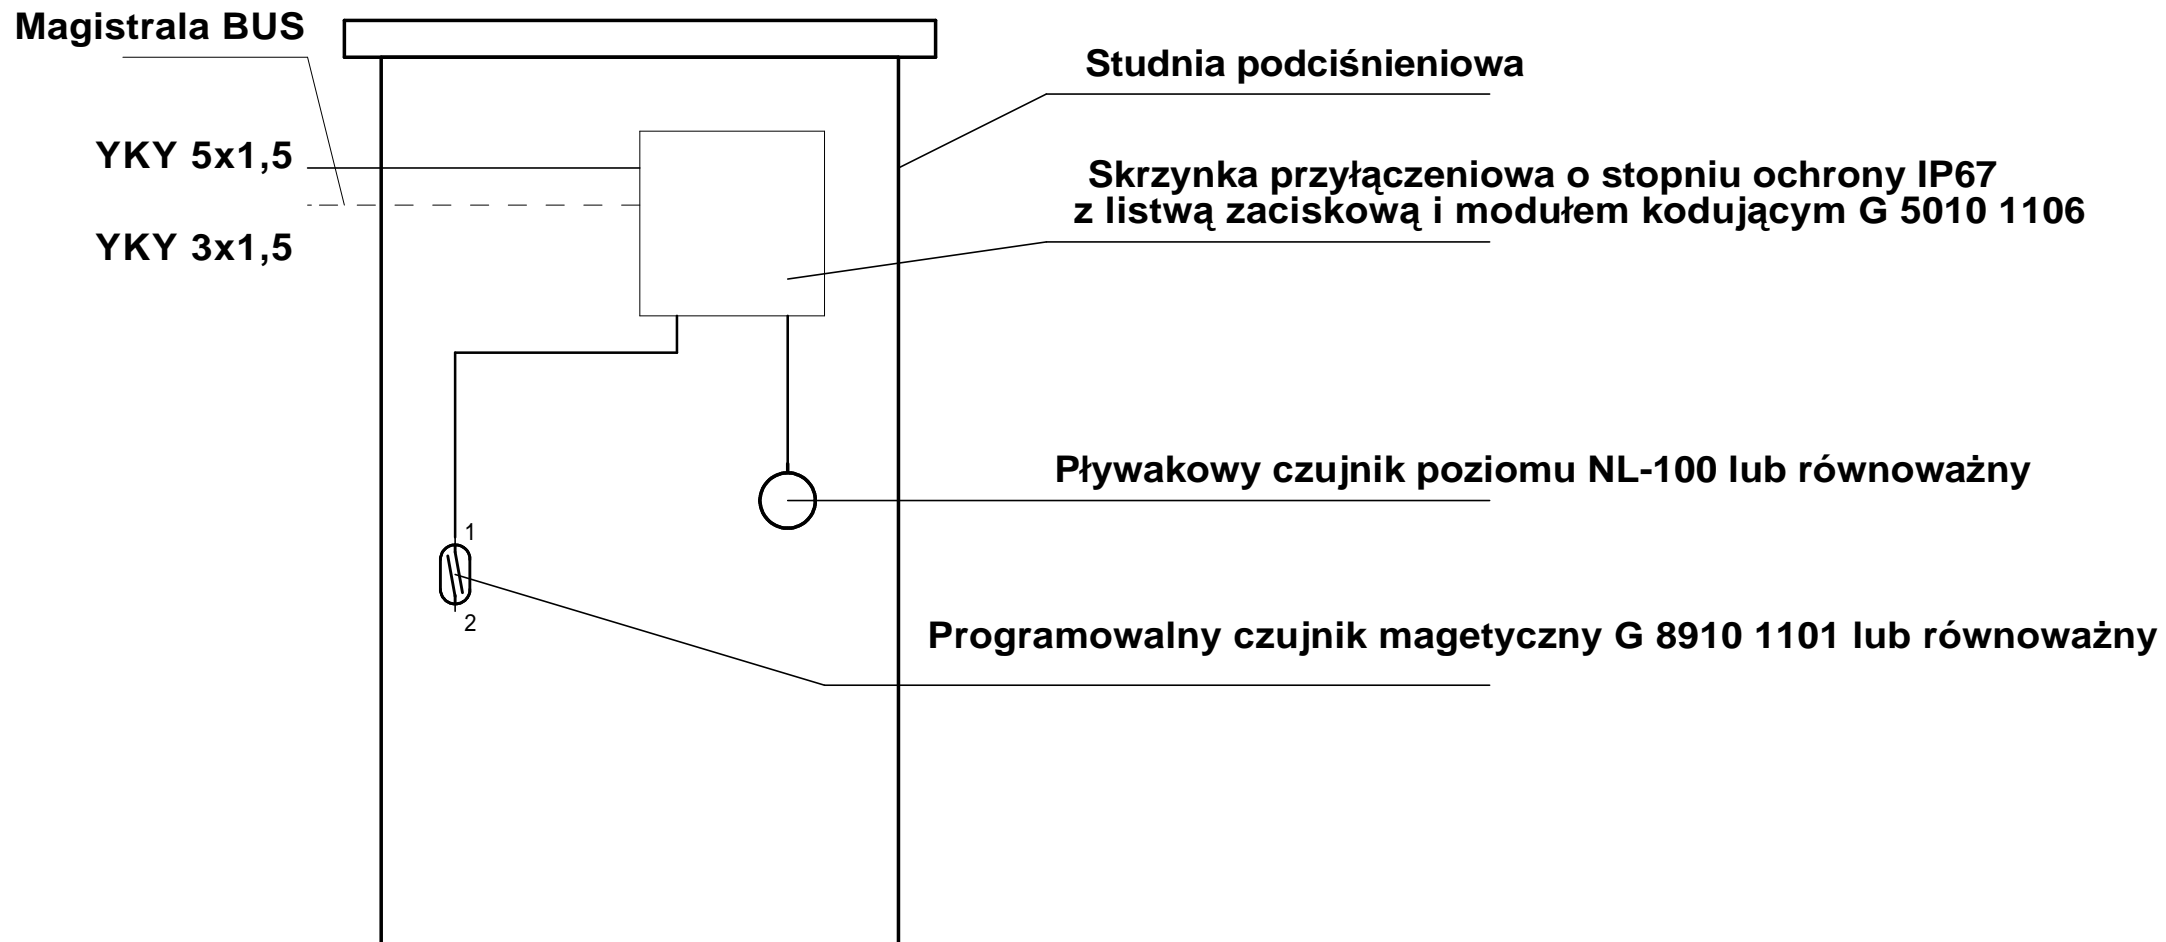 Magistrala BUS
Studnia podciśnieniowa
YKY 5x1,5
Skrzynka przyłączeniowa o stopniu ochrony IP67
z listwą zaciskową i modułem kodującym G 5010 1106
YKY 3x1,5
Pływakowy czujnik poziomu NL-100 lub równoważny
1
2
Programowalny czujnik magetyczny G 8910 1101 lub równoważny